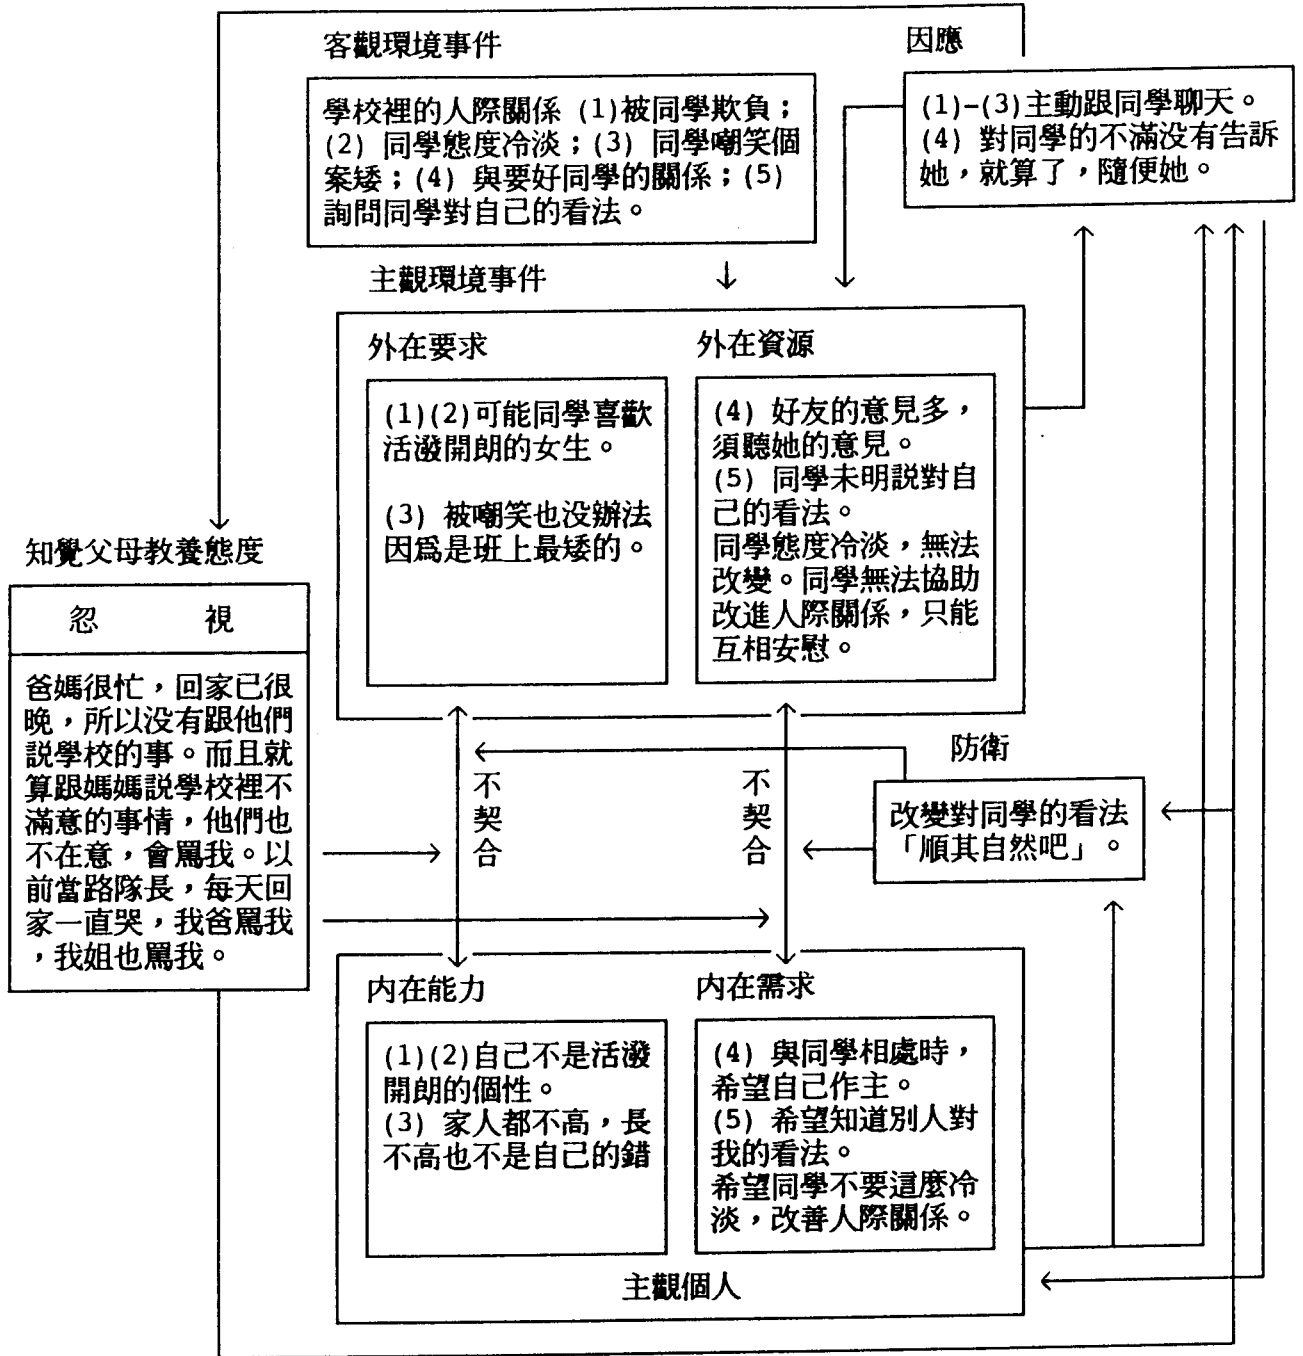 客觀環境事件
學校裡的人際關係 (1)被同學欺負；
(2) 同學態度冷淡；(3) 同學嘲笑個
案矮；(4) 與要好同學的關係；(5)
詢問同學對自己的看法。
因應
(1)-(3)主動跟同學聊天。
(4) 對同學的不滿没有告訴
她，就算了，隨便她。
主觀環境事件
外在要求
(1)(2)可能同學喜歡
活潑開朗的女生。
(3) 被嘲笑也没辦法
因爲是班上最矮的。
外在資源
(4) 好友的意見多，
須聽她的意見。
(5) 同學未明説對自
己的看法。
同學態度冷淡，無法
改變。同學無法協助
改進人際關係，只能
互相安慰。
知覺父母教養態度
忽 視
爸媽很忙，回家已很
晚，所以没有跟他們
説學校的事。而且就
算跟媽媽説學校裡不
滿意的事情，他們也
不在意，會罵我。以
前當路隊長，每天回
家一直哭，我爸罵我
，我姐也罵我。
不契合
不契合
防衛
改變對同學的看法
「順其自然吧」。
内在能力
(1)(2)自己不是活潑
開朗的個性。
(3) 家人都不高，長
不高也不是自己的錯
内在需求
(4) 與同學相處時，
希望自己作主。
(5) 希望知道別人對
我的看法。
希望同學不要這麼冷
淡，改善人際關係。
主觀個人